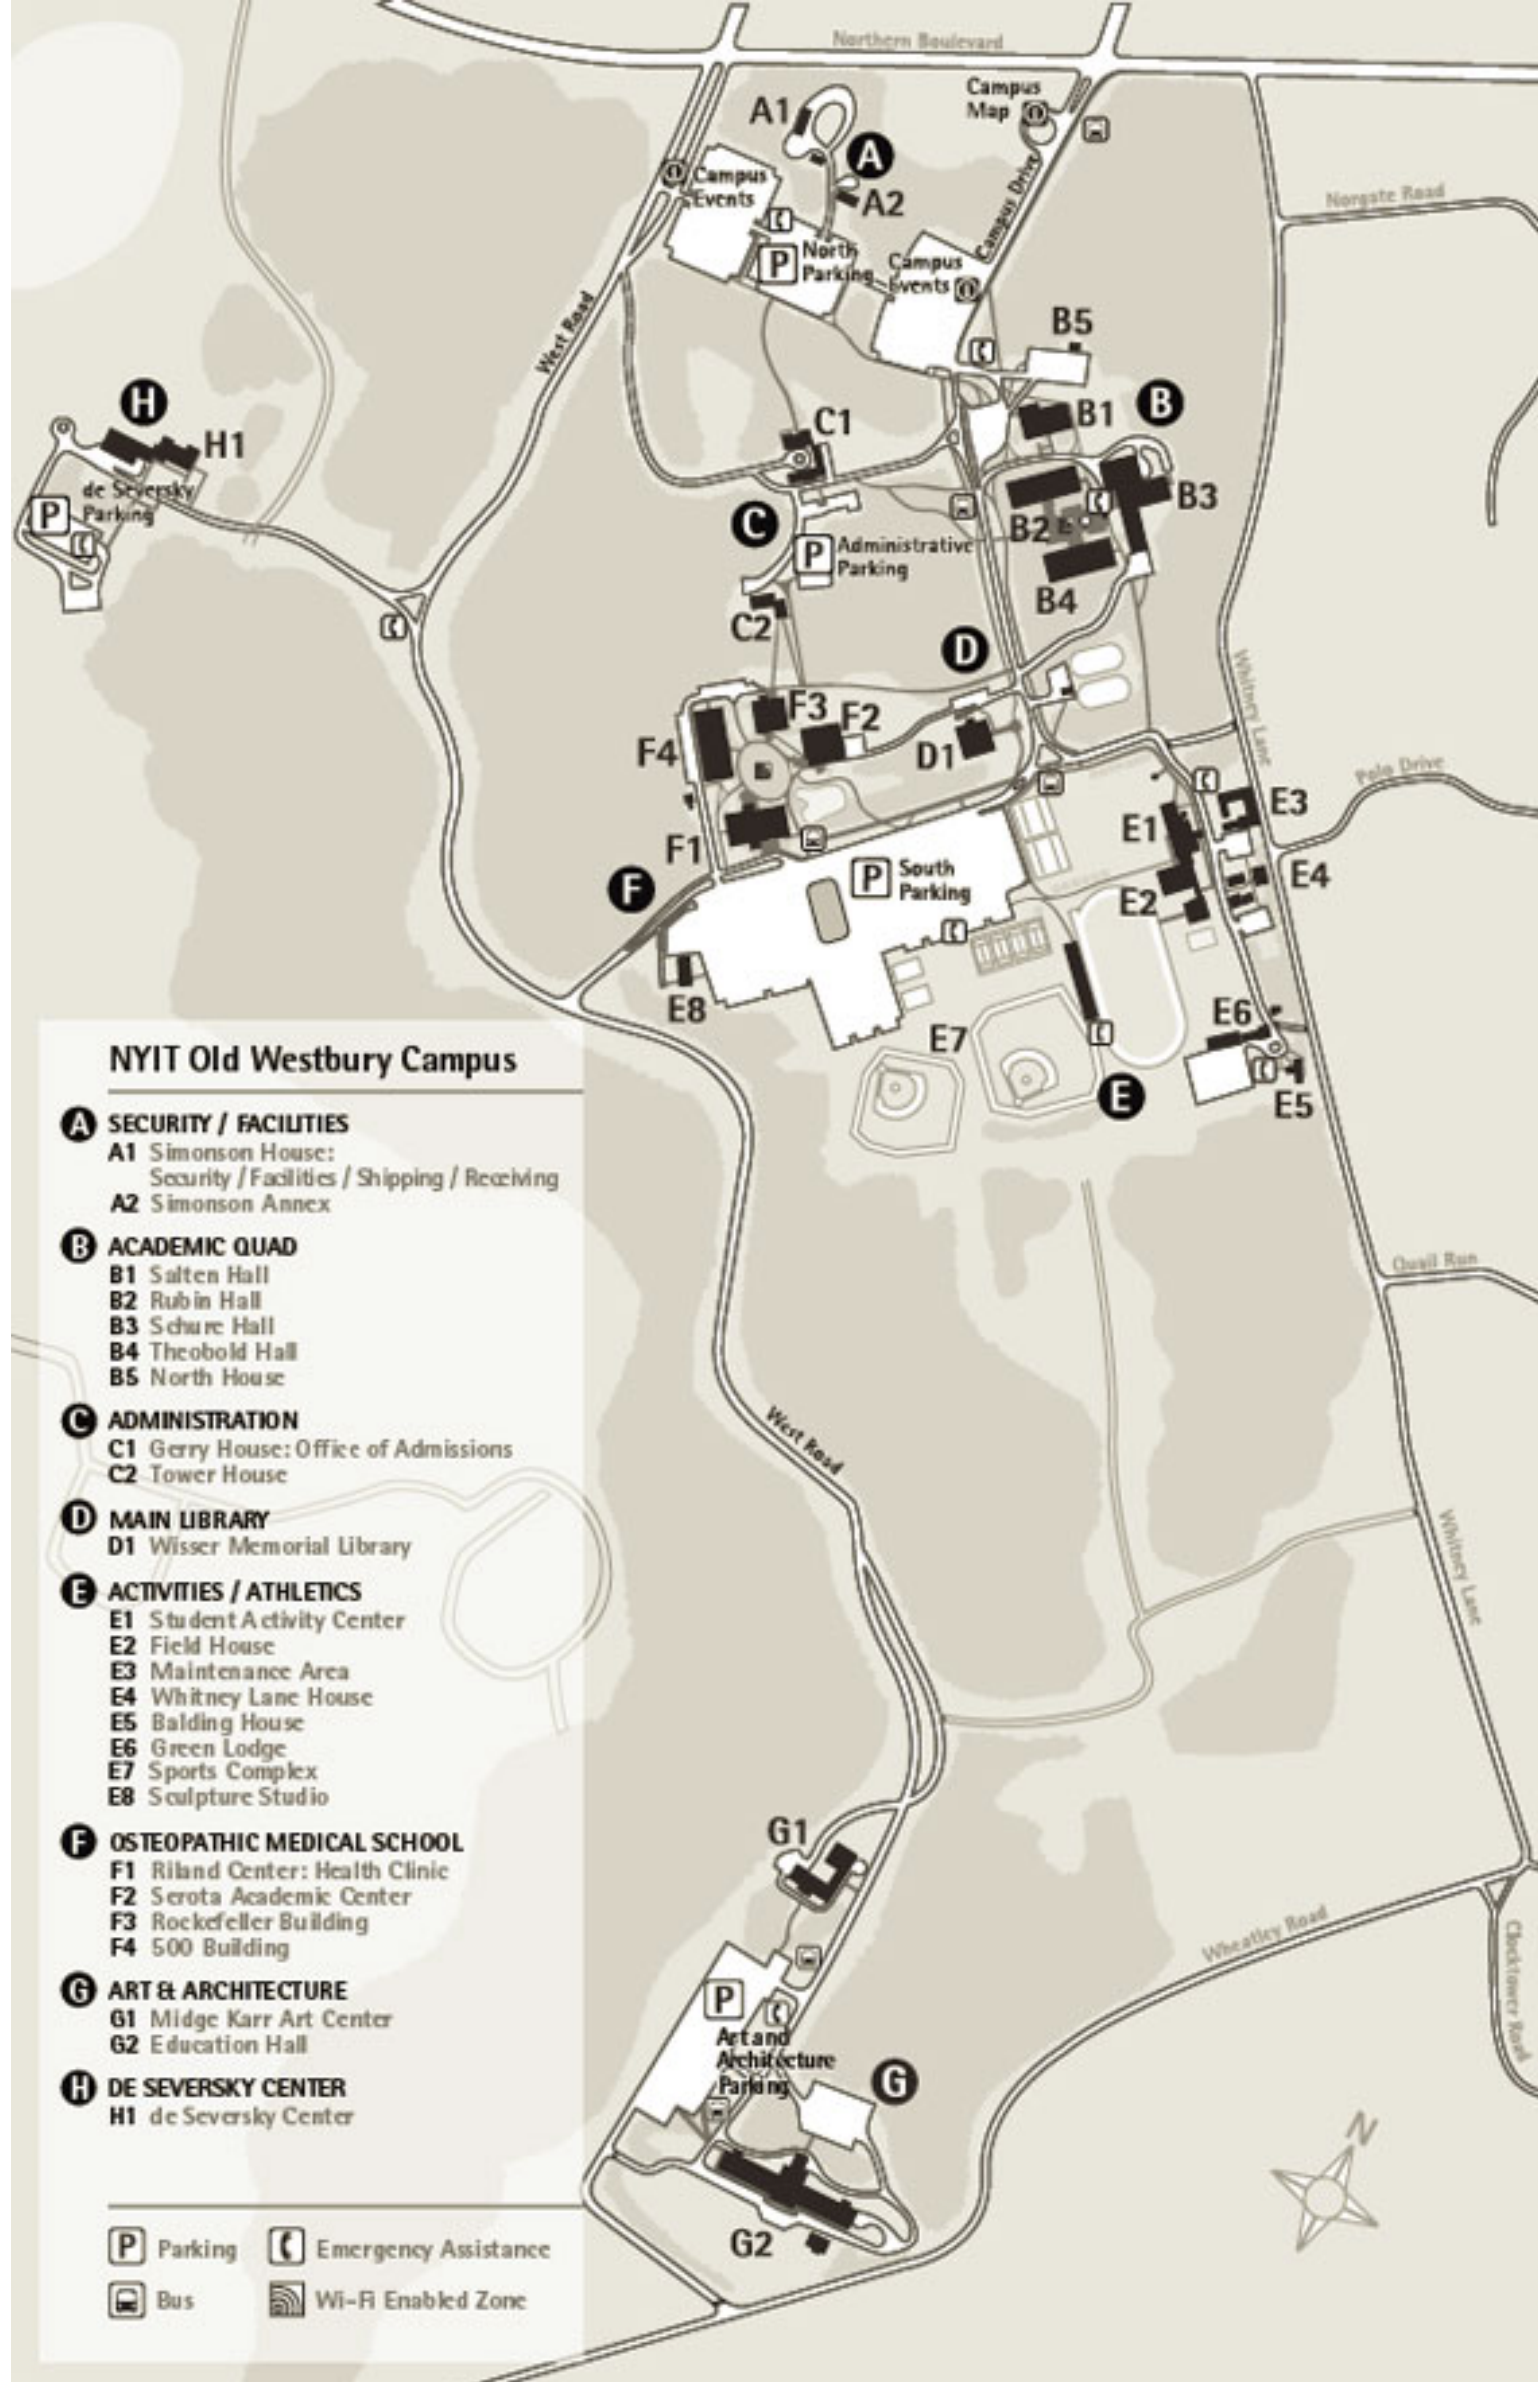 Northern Boulevard
Campus
Map
A1
A
A2
Campus
Events
Campus Drive
Norgate Road
P
North
Parking
Campus
Events
West Road
B5
H
H1
B1
B
C1
de Seversky
Parking
P
B3
B2
C
P
Administrative
Parking
B4
C2
D
Whitney Lane
F3
F2
F4
D1
Polo Drive
E3
E1
F1
F
P
South
Parking
E4
E2
E8
E7
E6
E
E5
Quail Run
West Road
Whitney Lane
G1
Wheatley Road
Clocktower Road
P
Art and
Architecture
Parking
G
G2
N
NYIT Old Westbury Campus
A SECURITY / FACILITIES
A1 Simonson House:
Security / Facilities / Shipping / Receiving
A2 Simonson Annex
B ACADEMIC QUAD
B1 Salten Hall
B2 Rubin Hall
B3 Schure Hall
B4 Theobold Hall
B5 North House
C ADMINISTRATION
C1 Gerry House: Office of Admissions
C2 Tower House
D MAIN LIBRARY
D1 Wisser Memorial Library
E ACTIVITIES / ATHLETICS
E1 Student Activity Center
E2 Field House
E3 Maintenance Area
E4 Whitney Lane House
E5 Balding House
E6 Green Lodge
E7 Sports Complex
E8 Sculpture Studio
F OSTEOPATHIC MEDICAL SCHOOL
F1 Riland Center: Health Clinic
F2 Serota Academic Center
F3 Rockefeller Building
F4 500 Building
G ART & ARCHITECTURE
G1 Midge Karr Art Center
G2 Education Hall
H DE SEVERSKY CENTER
H1 de Seversky Center
P Parking
Emergency Assistance
Bus
Wi-Fi Enabled Zone